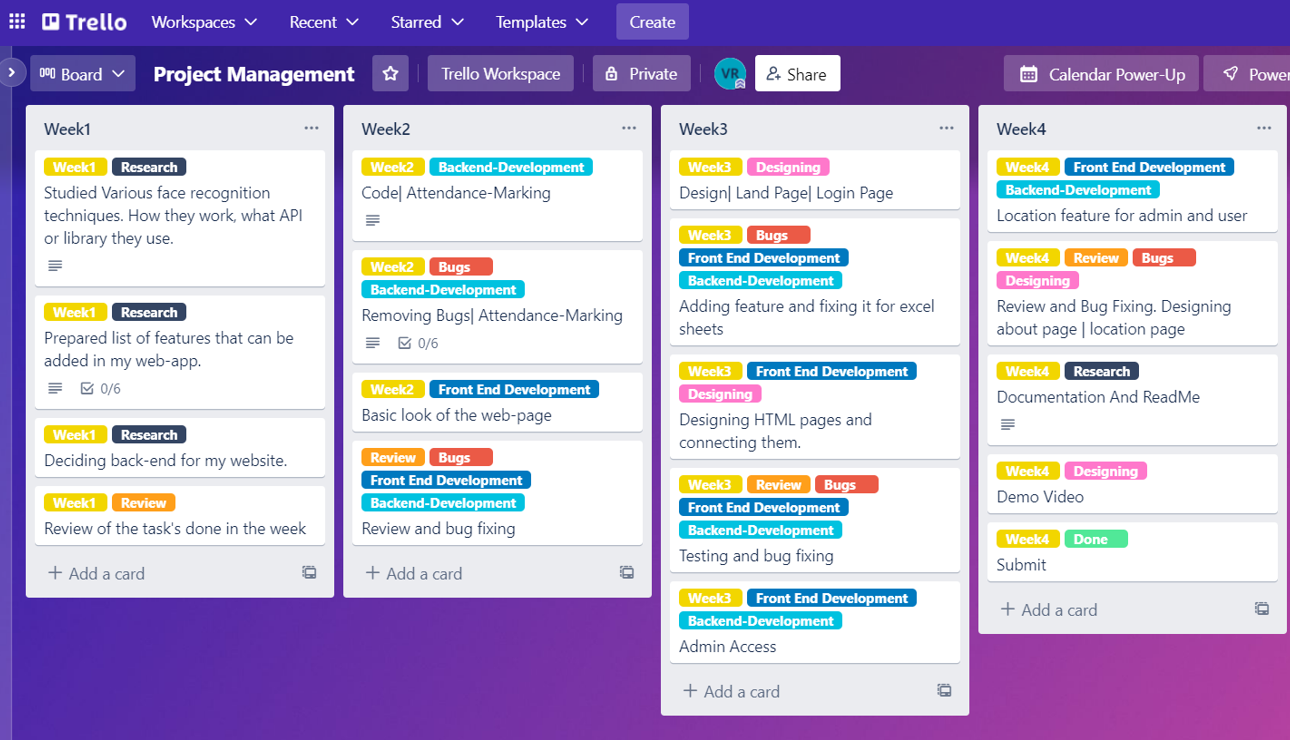 Trello Workspaces Recent Starred Templates Create
Board Project Management Trello Workspace Private VR Share Calendar Power-Up Power
Week1
Week1 Research
Studied Various face recognition
techniques. How they work, what API
or library they use.
Week1 Research
Prepared list of features that can be
added in my web-app.
0/6
Week1 Research
Deciding back-end for my website.
Week1 Review
Review of the task's done in the week
+ Add a card
Week2
Week2 Backend-Development
Code| Attendance-Marking
Week2 Bugs
Backend-Development
Removing Bugs| Attendance-Marking
0/6
Week2 Front End Development
Basic look of the web-page
Review Bugs
Front End Development
Backend-Development
Review and bug fixing
+ Add a card
Week3
Week3 Designing
Design| Land Page| Login Page
Week3 Bugs
Front End Development
Backend-Development
Adding feature and fixing it for excel
sheets
Week3 Front End Development
Designing
Designing HTML pages and
connecting them.
Week3 Review Bugs
Front End Development
Backend-Development
Testing and bug fixing
Week3 Front End Development
Backend-Development
Admin Access
+ Add a card
Week4
Week4 Front End Development
Backend-Development
Location feature for admin and user
Week4 Review Bugs
Designing
Review and Bug Fixing. Designing
about page | location page
Week4 Research
Documentation And ReadMe
Week4 Designing
Demo Video
Week4 Done
Submit
+ Add a card